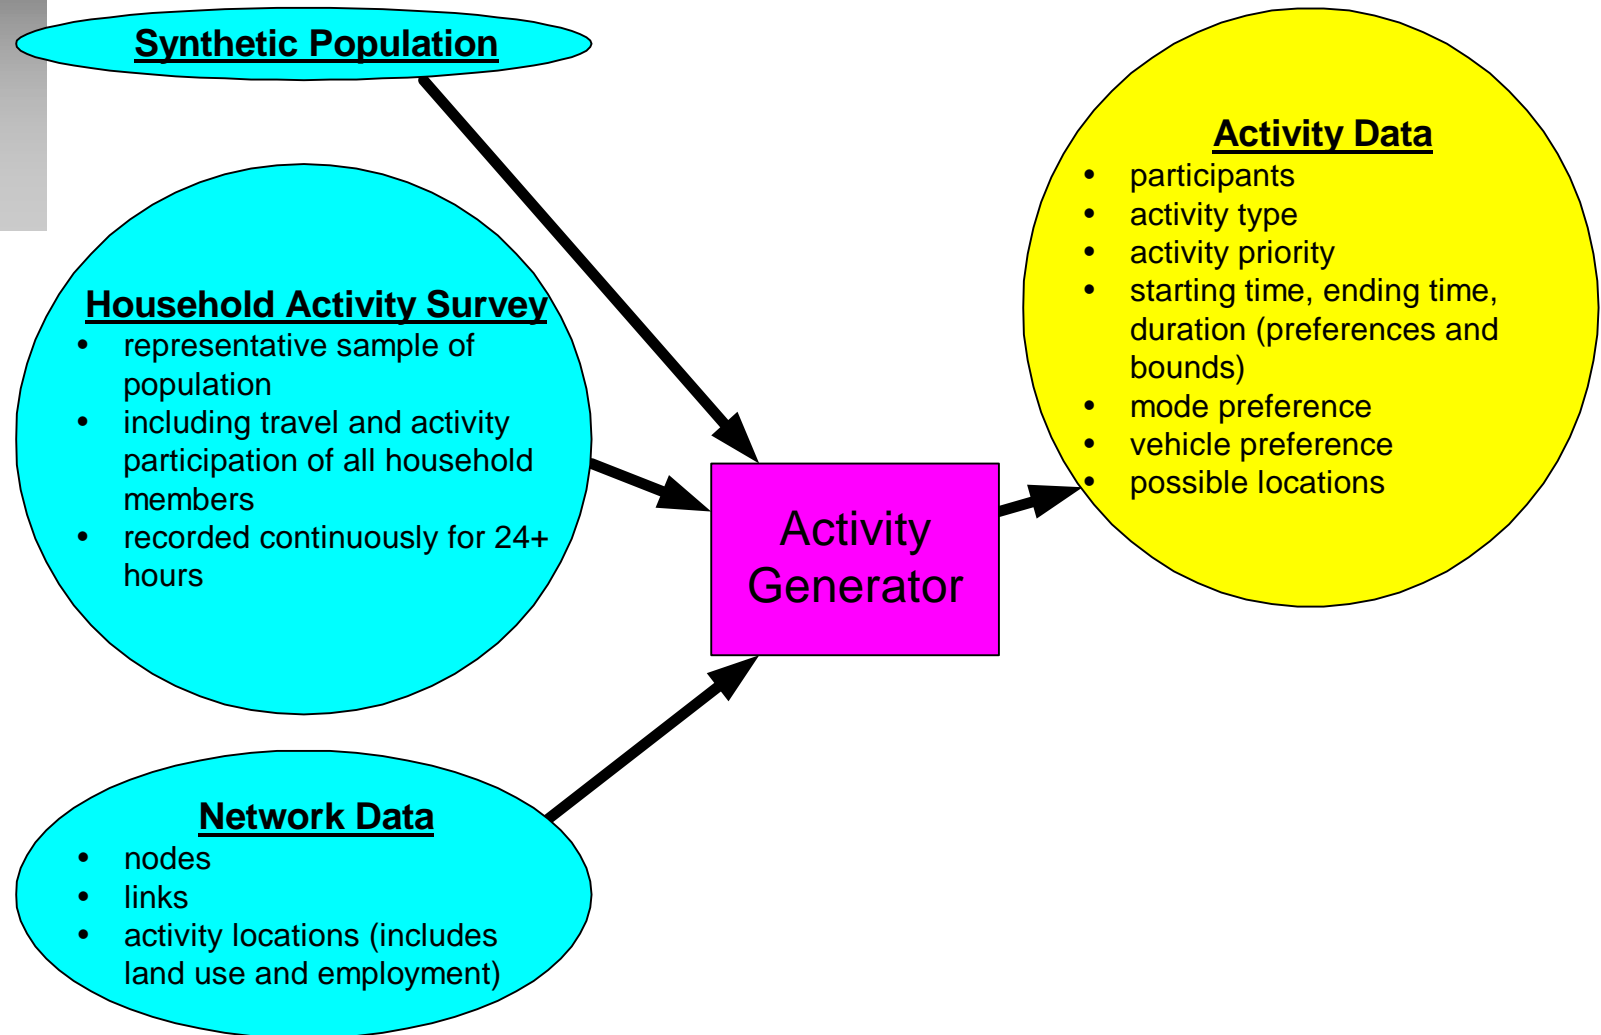 Synthetic Population
Household Activity Survey
• representative sample of
population
• including travel and activity
participation of all household
members
• recorded continuously for 24+
hours
Network Data
• nodes
• links
• activity locations (includes
land use and employment)
Activity
Generator
Activity Data
• participants
• activity type
• activity priority
• starting time, ending time,
duration (preferences and
bounds)
• mode preference
• vehicle preference
• possible locations